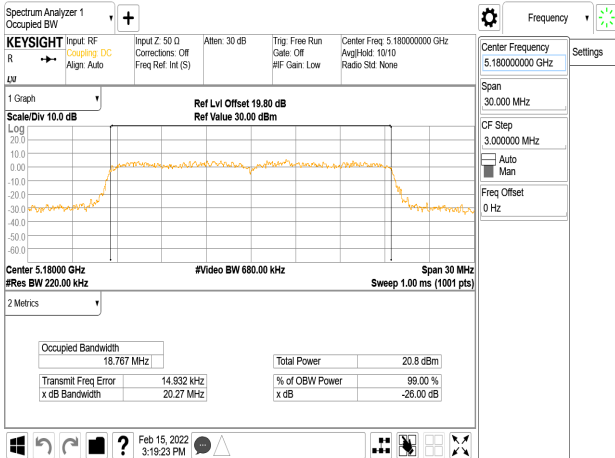 Spectrum Analyzer 1
Occupied BW
Frequency
KEYSIGHT
R
LXI
Input: RF
Coupling: DC
Align: Auto
Input Z: 50 Ω
Corrections: Off
Freq Ref: Int (S)
Atten: 30 dB
Trig: Free Run
Gate: Off
#IF Gain: Low
Center Freq: 5.180000000 GHz
Avg|Hold: 10/10
Radio Std: None
Center Frequency
5.180000000 GHz
Settings
Span
30.000 MHz
CF Step
3.000000 MHz
Auto
Man
Freq Offset
0 Hz
1 Graph
Scale/Div 10.0 dB
Ref Lvl Offset 19.80 dB
Ref Value 30.00 dBm
Log
20.0
10.0
0.00
-10.0
-20.0
-30.0
-40.0
-50.0
-60.0
Center 5.18000 GHz
#Res BW 220.00 kHz
#Video BW 680.00 kHz
Span 30 MHz
Sweep 1.00 ms (1001 pts)
2 Metrics
Occupied Bandwidth
18.767 MHz
Total Power 20.8 dBm
Transmit Freq Error 14.932 kHz
% of OBW Power 99.00 %
x dB Bandwidth 20.27 MHz
x dB -26.00 dB
Feb 15, 2022
3:19:23 PM